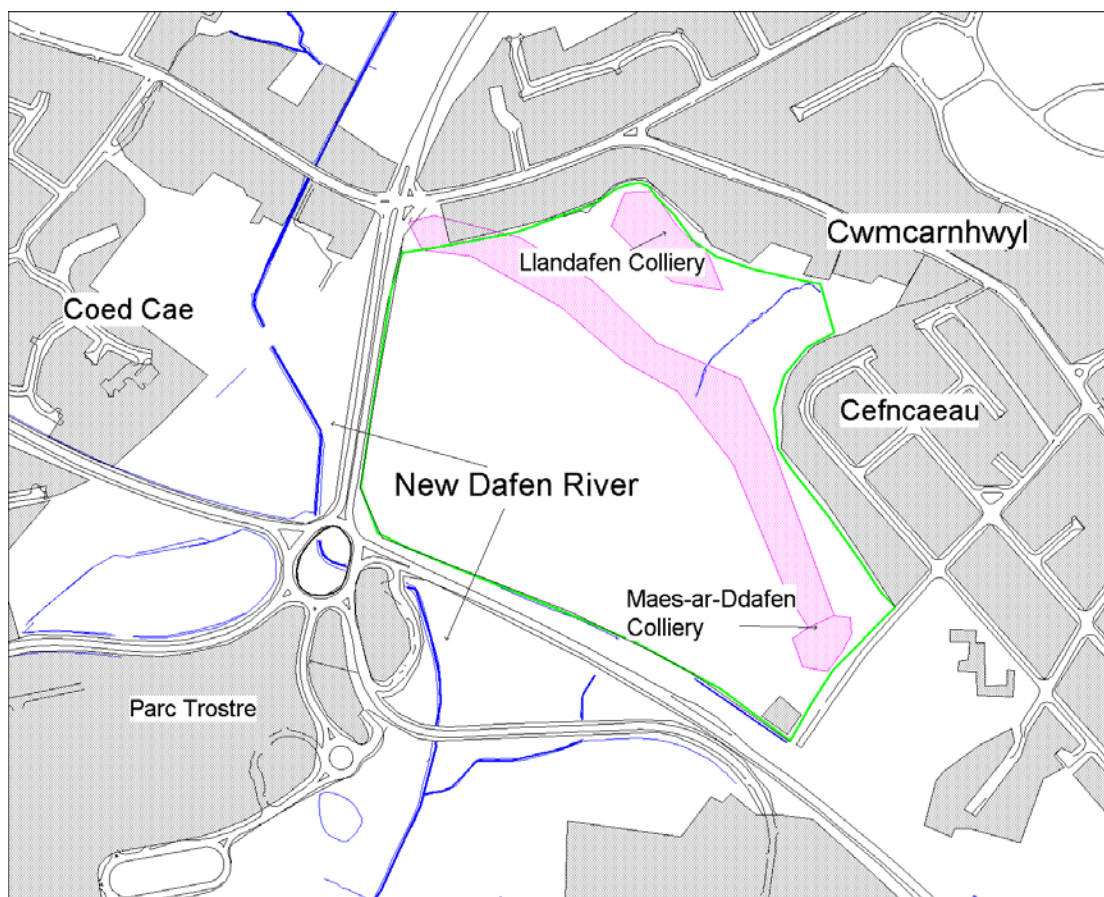 Cwmcarnhwyl
Llandafen Colliery
Coed Cae
Cefncaeau
New Dafen River
Maes-ar-Ddafen
Colliery
Parc Trostre